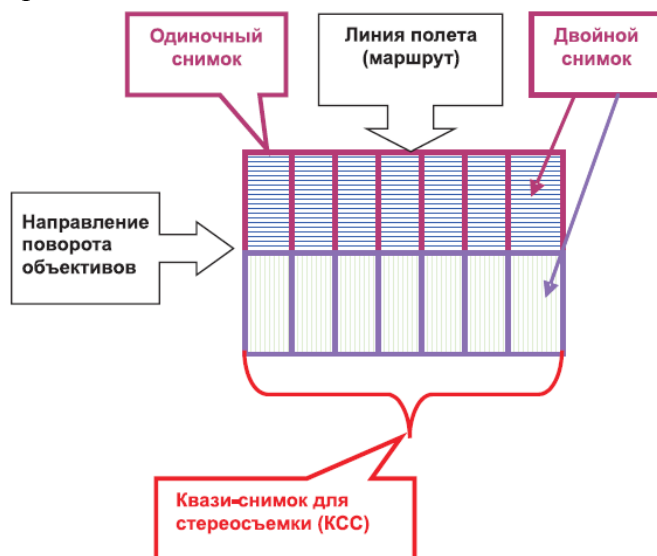 Одиночный
снимок
Линия полета
(маршрут)
Двойной
снимок
Направление
поворота
объективов
Квази-снимок для
стереосъемки (КСС)